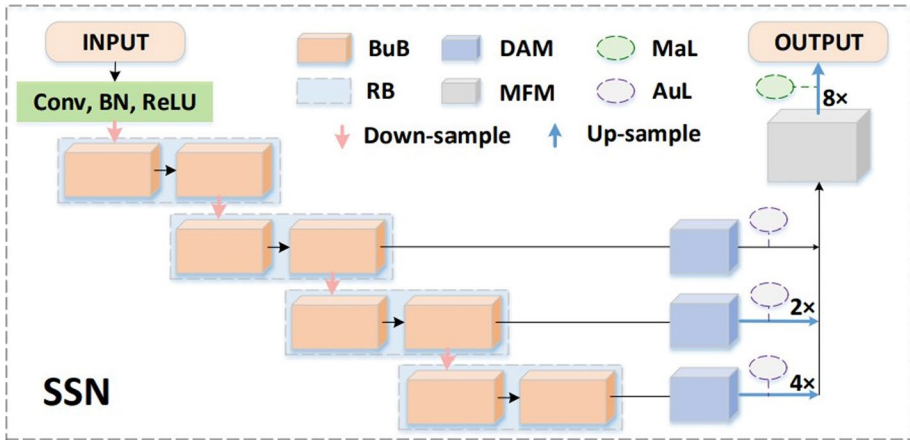 INPUT
BuB
DAM
MaL
OUTPUT
Conv, BN, ReLU
RB
MFM
AuL
8×
Down-sample
Up-sample
2×
SSN
4×